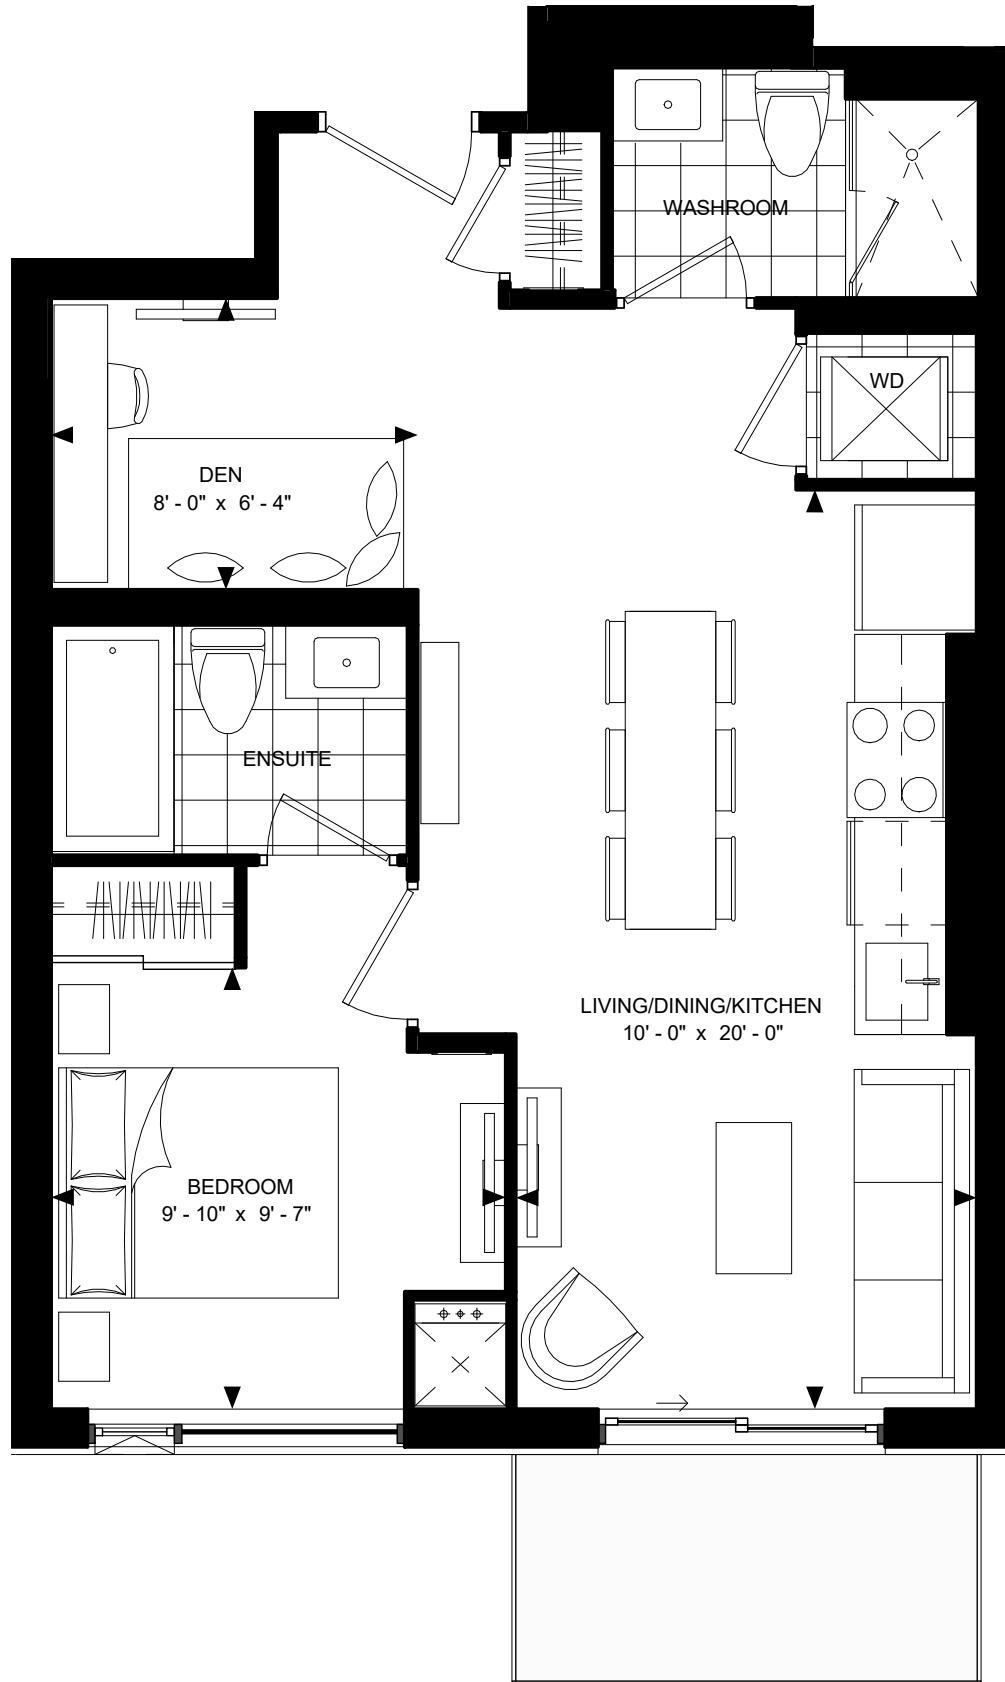 WASHROOM
WD
DEN
8' - 0" x 6' - 4"
ENSUITE
LIVING/DINING/KITCHEN
10' - 0" x 20' - 0"
BEDROOM
9' - 10" x 9' - 7"